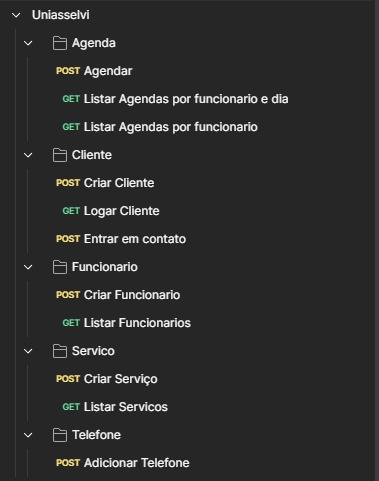 Uniasselvi
Agenda
POST Agendar
GET Listar Agendas por funcionario e dia
GET Listar Agendas por funcionario
Cliente
POST Criar Cliente
GET Logar Cliente
POST Entrar em contato
Funcionario
POST Criar Funcionario
GET Listar Funcionarios
Servico
POST Criar Serviço
GET Listar Servicos
Telefone
POST Adicionar Telefone